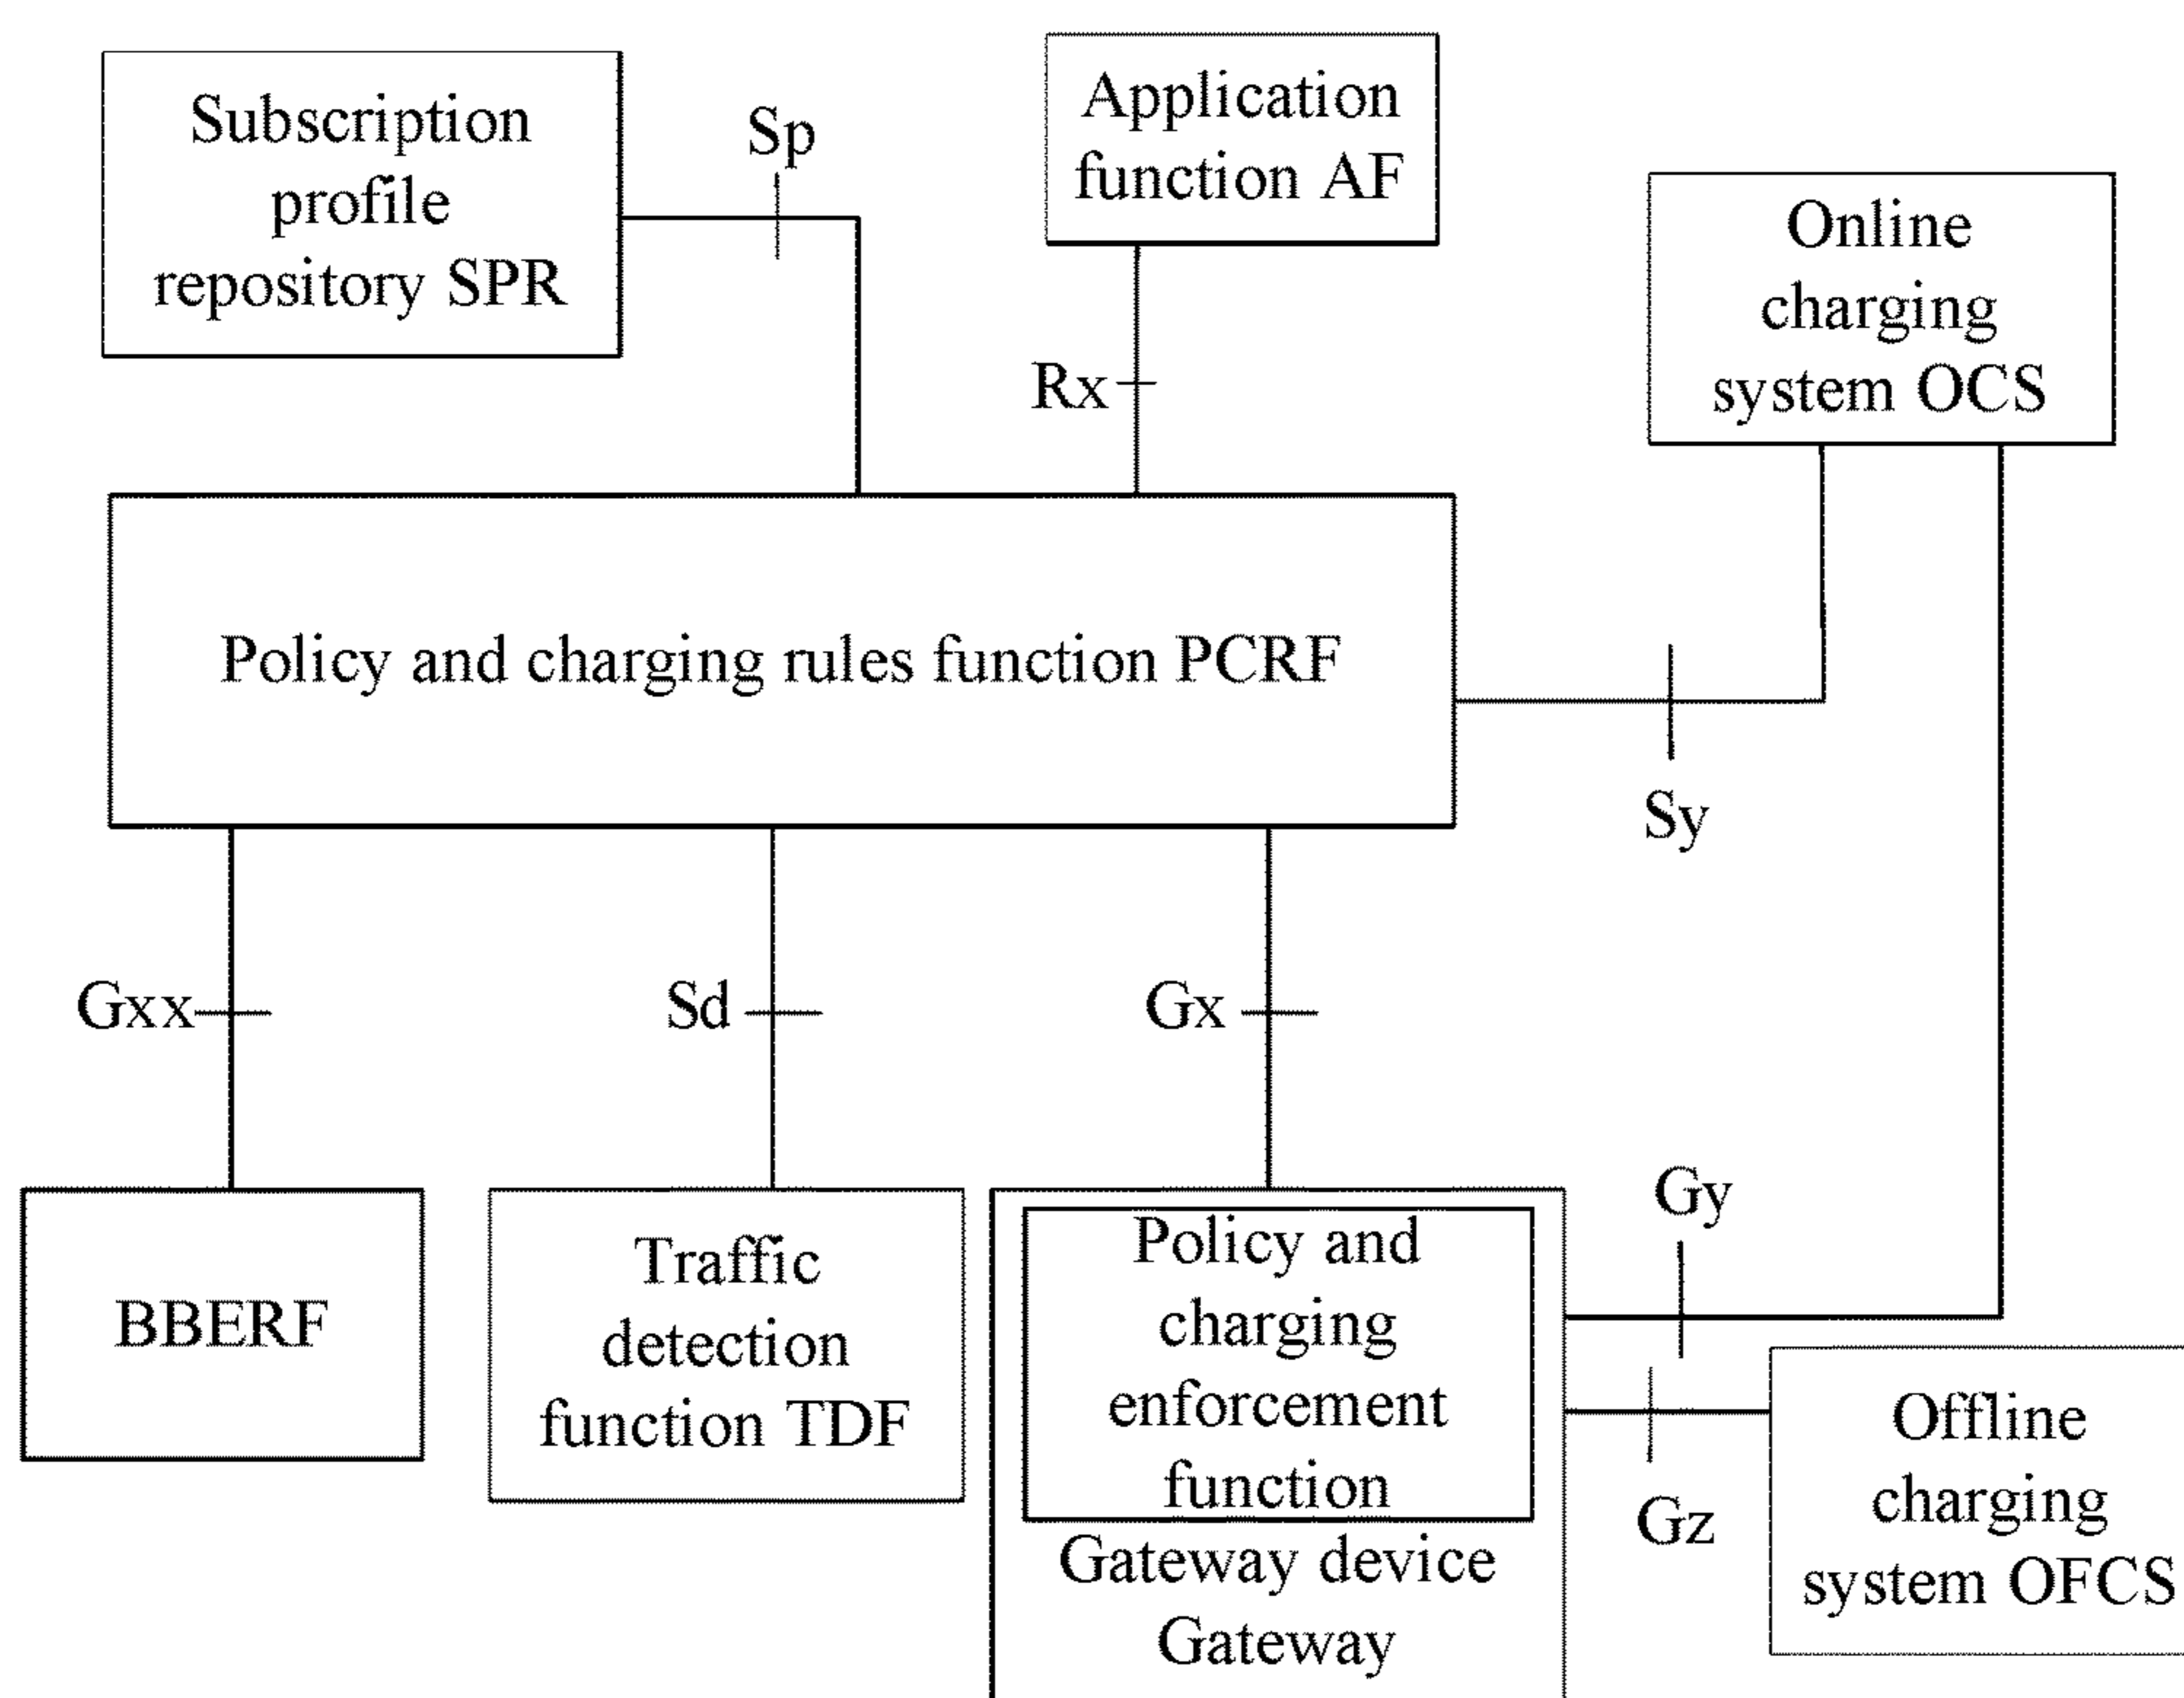 Subscription
profile
repository SPR
Sp
Application
function AF
Rx
Online
charging
system OCS
Policy and charging rules function PCRF
Sy
Gxx
Sd
Gx
BBERF
Traffic
detection
function TDF
Policy and
charging
enforcement
function
Gateway device
Gateway
Gy
Gz
Offline
charging
system OFCS